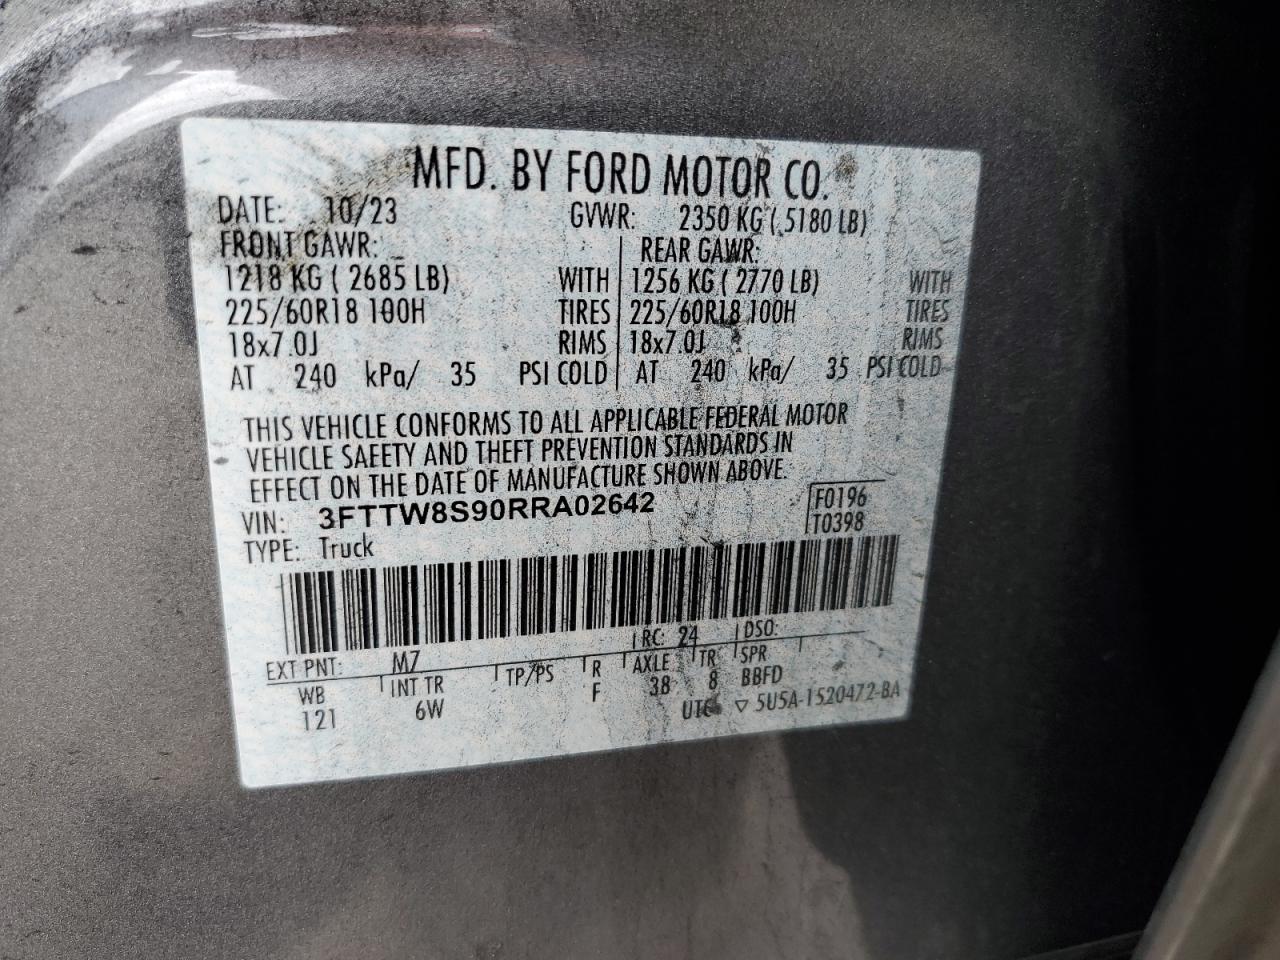 MFD. BY FORD MOTOR CO.
DATE: 10/23 GVWR: 2350 KG ( 5180 LB)
FRONT GAWR: REAR GAWR:
1218 KG ( 2685 LB) WITH 1256 KG ( 2770 LB) WITH
225/60R18 100H TIRES 225/60R18 100H TIRES
18x7.0J RIMS 18x7.0J RIMS
AT 240 kPa/ 35 PSI COLD AT 240 kPa/ 35 PSI COLD
THIS VEHICLE CONFORMS TO ALL APPLICABLE FEDERAL MOTOR
VEHICLE SAFETY AND THEFT PREVENTION STANDARDS IN
EFFECT ON THE DATE OF MANUFACTURE SHOWN ABOVE.
VIN: 3FTTW8S90RRA02642 F0196
TYPE: Truck T0398
EXT PNT: M7 RC: 24 DSO:
WB INT TR TP/PS R AXLE TR SPR
121 6W F 38 8 BBFD
UTC ▽ 5U5A-1520472-BA